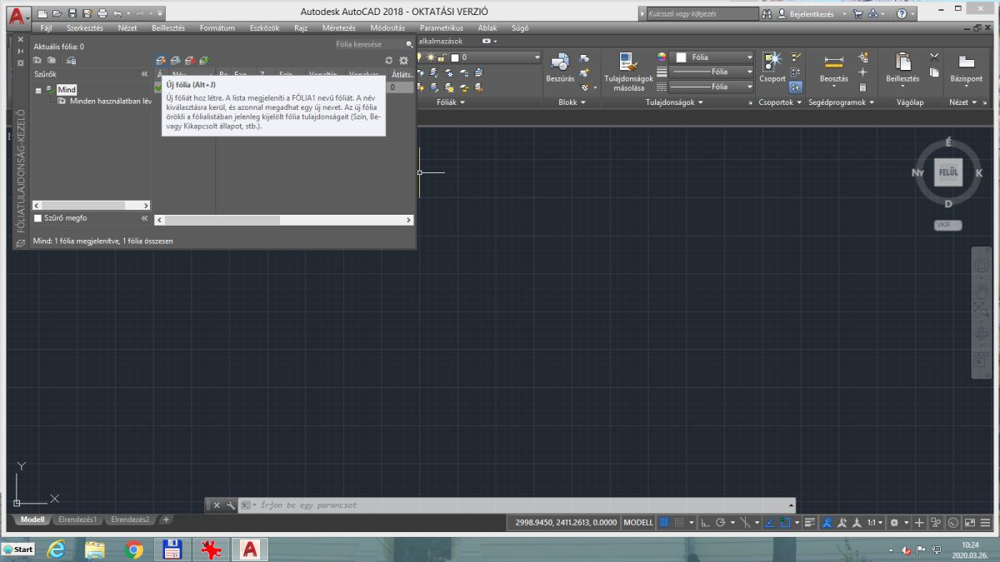 Autodesk AutoCAD 2018 - OKTATÁSI VERZIÓ
Kulcsszó vagy kifejezés
Bejelentkezés
Fájl Szerkesztés Nézet Beillesztés Formátum Eszközök Rajz Méretezés Módosítás Parametrikus Ablak Súgó
Aktuális fólia: 0
Fólia keresése
alkalmazások
Szűrők
Mind
Minden használatban lév
Új fólia (Alt+J)
Új fóliát hoz létre. A lista megjeleníti a FÓLIA1 nevű fóliát. A név
kiválasztásra kerül, és azonnal megadhat egy új nevet. Az új fólia
örökli a fólialistában jelenleg kijelölt fólia tulajdonságait (Szín, Be-
vagy Kikapcsolt állapot, stb.).
Átláts.
0
Szűrő megfo
Mind: 1 fólia megjelenítve, 1 fólia összesen
FÓLIATULAJDONSÁG-KEZELŐ
0
Fóliák
Beszúrás
Blokk
Tulajdonságok
másolása
Fólia
Fólia
Fólia
Tulajdonságok
Csoport
Csoportok
Beosztás
Segédprogramok
Beillesztés
Vágólap
Bázispont
Nézet
É
Ny FELÜL K
D
VKR
Y
X
Írjon be egy parancsot
Modell Elrendezés1 Elrendezés2 +
2998.9450, 2411.2613, 0.0000 MODELL 1:1
Start
10:24
2020.03.26.